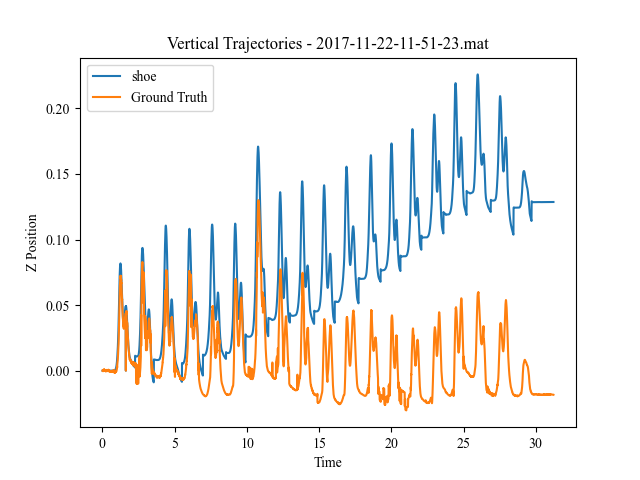 Vertical Trajectories - 2017-11-22-11-51-23.mat
shoe
Ground Truth
0.20
0.15
0.10
0.05
0.00
Z Position
0
5
10
15
20
25
30
Time